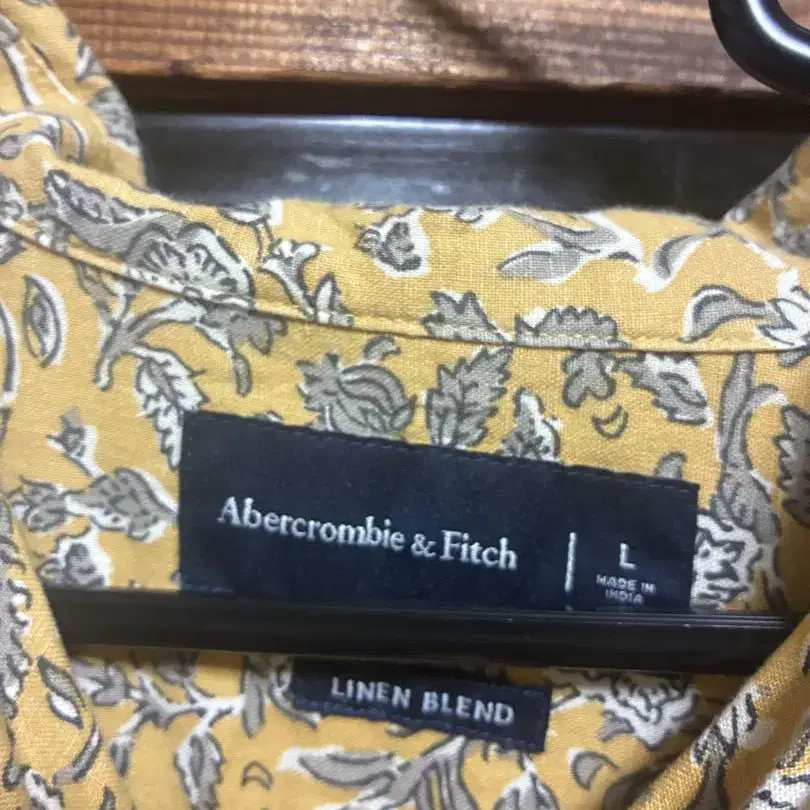 Abercrombie & Fitch
L
MADE IN
INDIA
LINEN BLEND